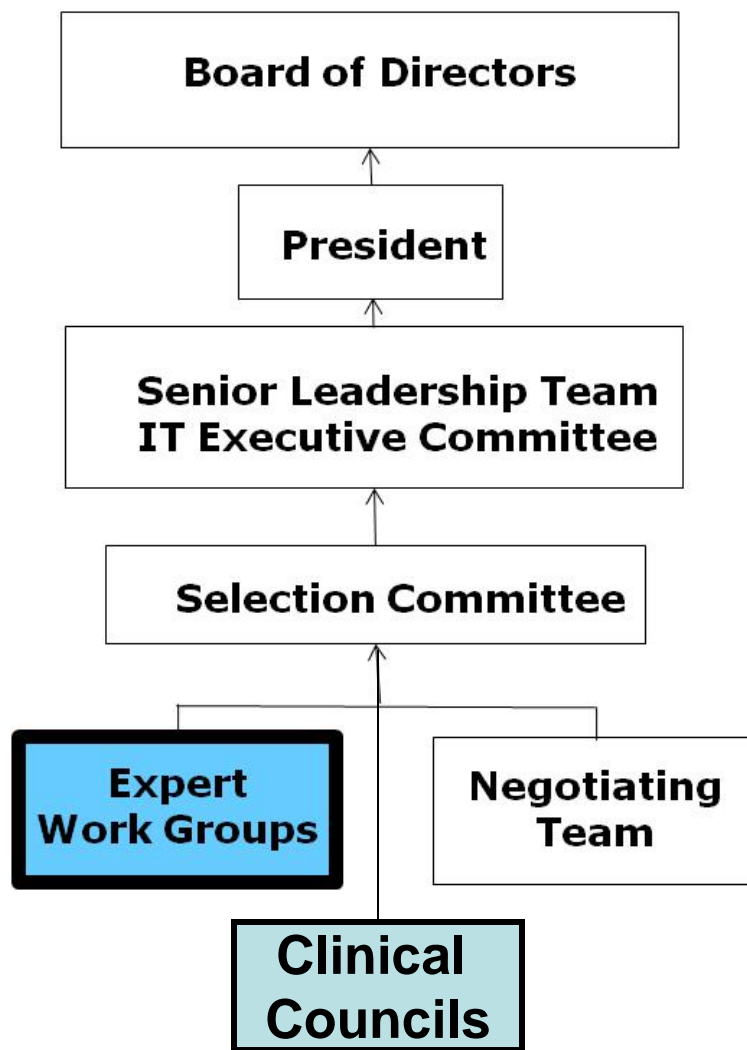 Board of Directors
President
Senior Leadership Team
IT Executive Committee
Selection Committee
Expert
Work Groups
Negotiating
Team
Clinical
Councils